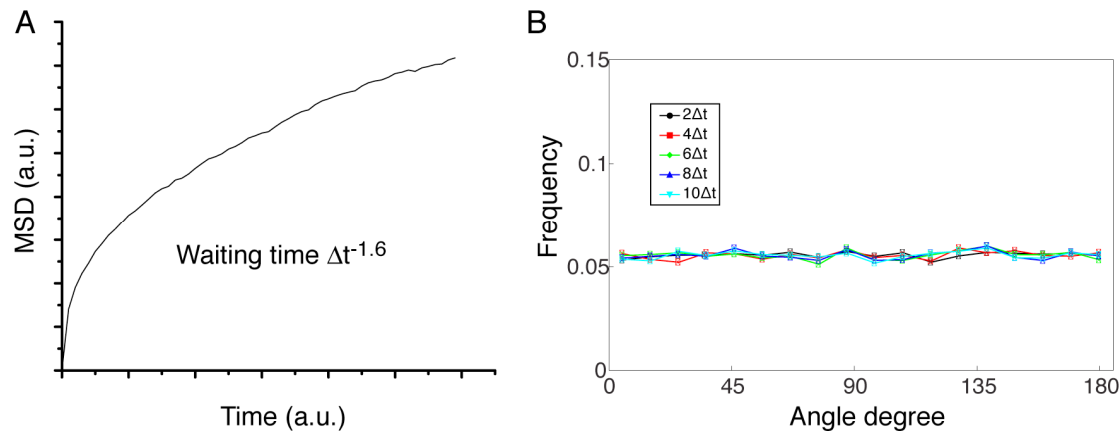 A
MSD (a.u.)
Waiting time Δt-1.6
Time (a.u.)
B
Frequency
0.15
0.1
0.05
0
2Δt
4Δt
6Δt
8Δt
10Δt
0 45 90 135 180
Angle degree